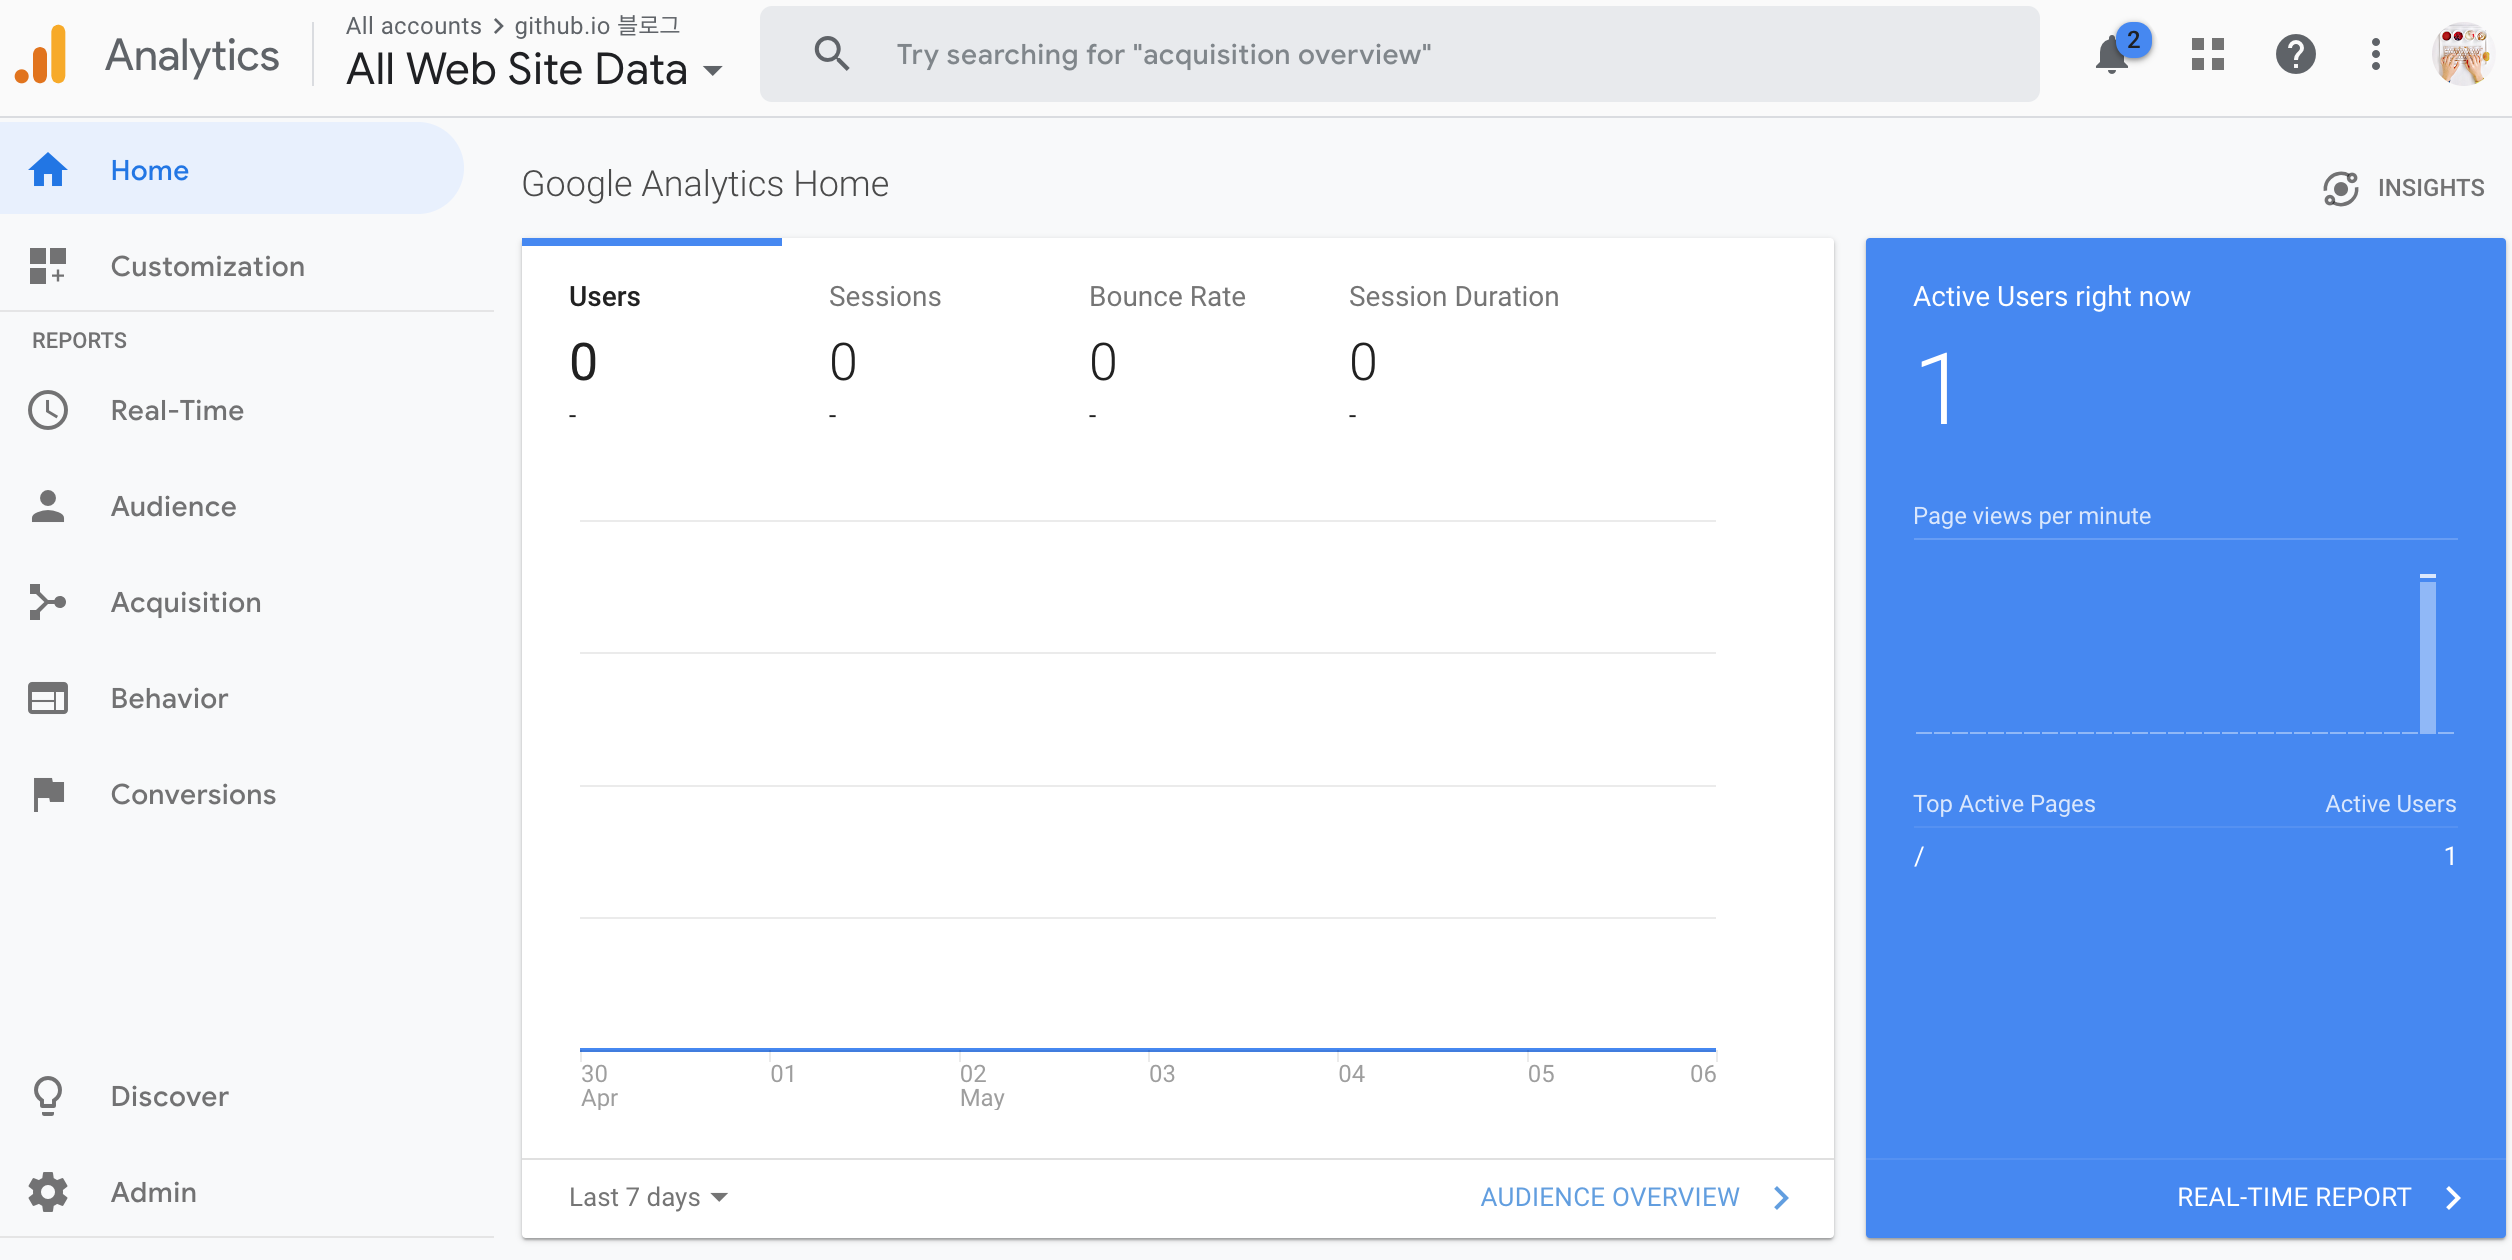 Analytics
All accounts > github.io 블로그
All Web Site Data
Try searching for "acquisition overview"
2
Home
Customization
REPORTS
Real-Time
Audience
Acquisition
Behavior
Conversions
Discover
Admin
Google Analytics Home
INSIGHTS
Users Sessions Bounce Rate Session Duration
0 0 0 0
- - - -
30 01 02 03 04 05 06
Apr May
Last 7 days
AUDIENCE OVERVIEW
Active Users right now
1
Page views per minute
Top Active Pages Active Users
/ 1
REAL-TIME REPORT